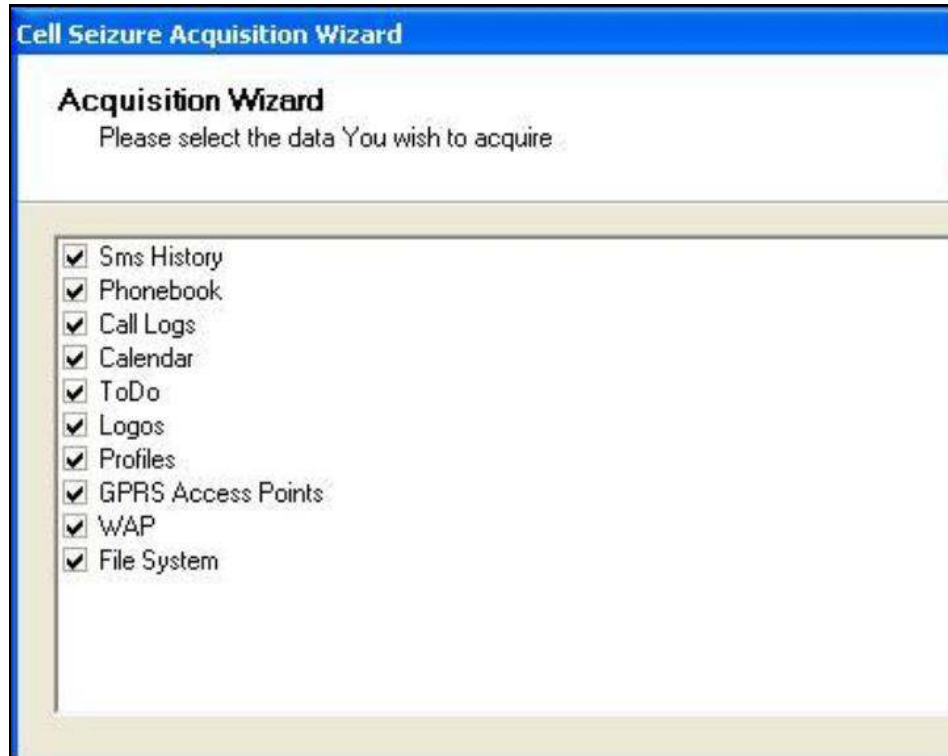 Cell Seizure Acquisition Wizard
Acquisition Wizard
Please select the data You wish to acquire
Sms History
Phonebook
Call Logs
Calendar
ToDo
Logos
Profiles
GPRS Access Points
WAP
File System